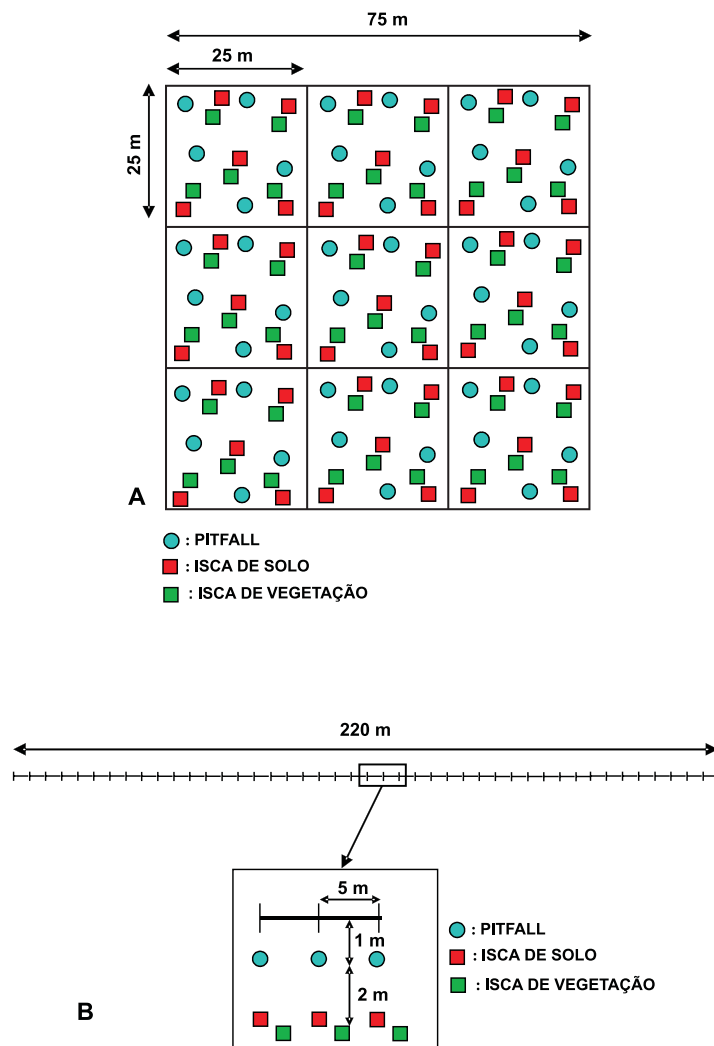 75 m
25 m
25 m
A
: PITFALL
: ISCA DE SOLO
: ISCA DE VEGETAÇÃO
220 m
5 m
1 m
2 m
: PITFALL
: ISCA DE SOLO
: ISCA DE VEGETAÇÃO
B